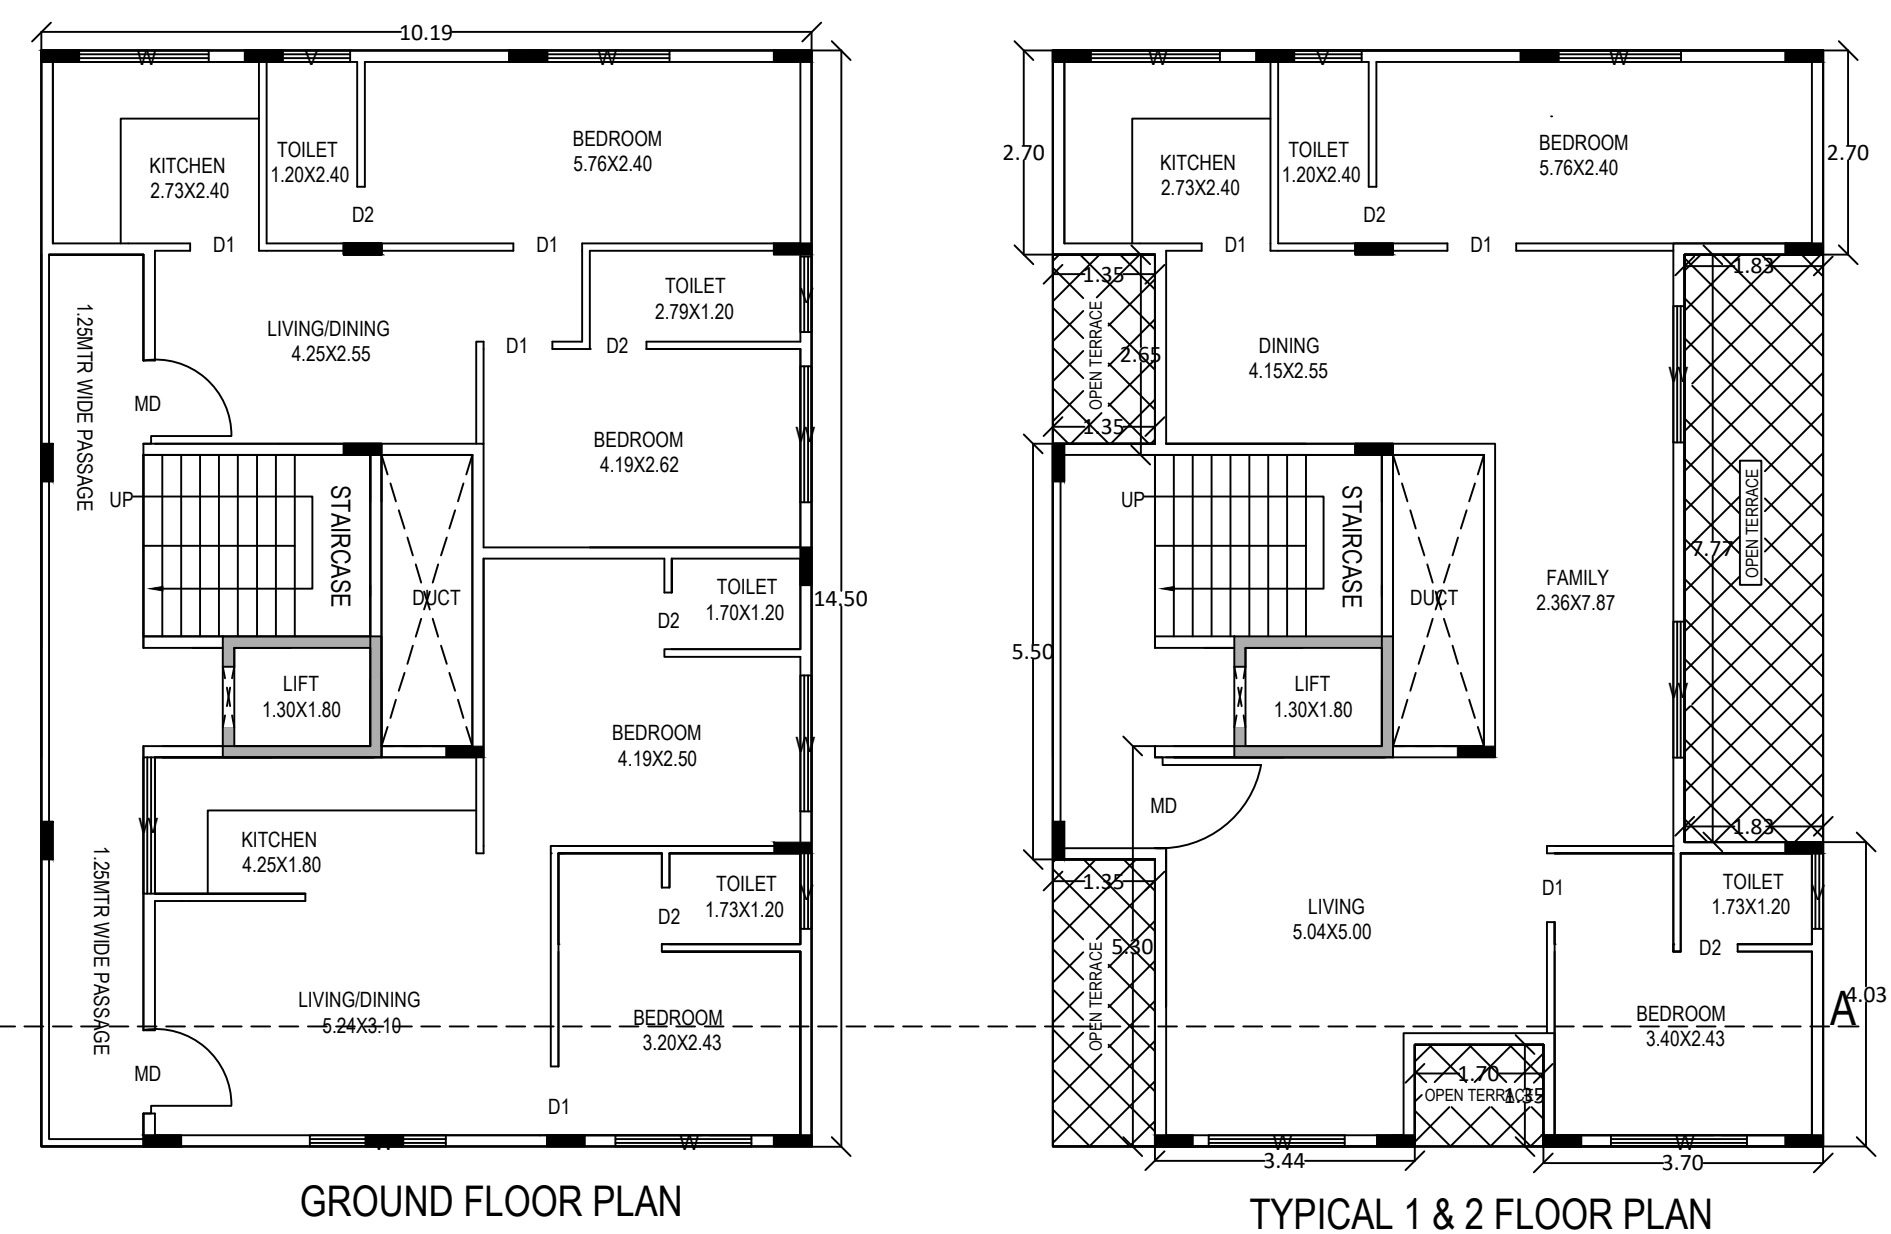 10.19
W
V
W
KITCHEN
2.73X2.40
TOILET
1.20X2.40
BEDROOM
5.76X2.40
D2
D1
D1
TOILET
2.79X1.20
V
LIVING/DINING
4.25X2.55
D1
D2
1.25MTR WIDE PASSAGE
MD
BEDROOM
4.19X2.62
W
UP
STAIRCASE
DUCT
TOILET
1.70X1.20
D2
14.50
LIFT
1.30X1.80
BEDROOM
4.19X2.50
W
W
KITCHEN
4.25X1.80
1.25MTR WIDE PASSAGE
TOILET
1.73X1.20
V
D2
LIVING/DINING
5.24X3.10
BEDROOM
3.20X2.43
MD
D1
W
W
GROUND FLOOR PLAN
W
V
W
2.70
KITCHEN
2.73X2.40
TOILET
1.20X2.40
BEDROOM
5.76X2.40
2.70
D2
D1
D1
1.35
1.83
OPEN TERRACE
2.65
DINING
4.15X2.55
W
1.35
UP
STAIRCASE
DUCT
FAMILY
2.36X7.87
7.77
OPEN TERRACE
5.50
LIFT
1.30X1.80
W
MD
1.83
1.35
D1
TOILET
1.73X1.20
V
LIVING
5.04X5.00
5.30
OPEN TERRACE
D2
BEDROOM
3.40X2.43
4.03
A
1.70
OPEN TERRACE
1.35
W
W
3.44
3.70
TYPICAL 1 & 2 FLOOR PLAN